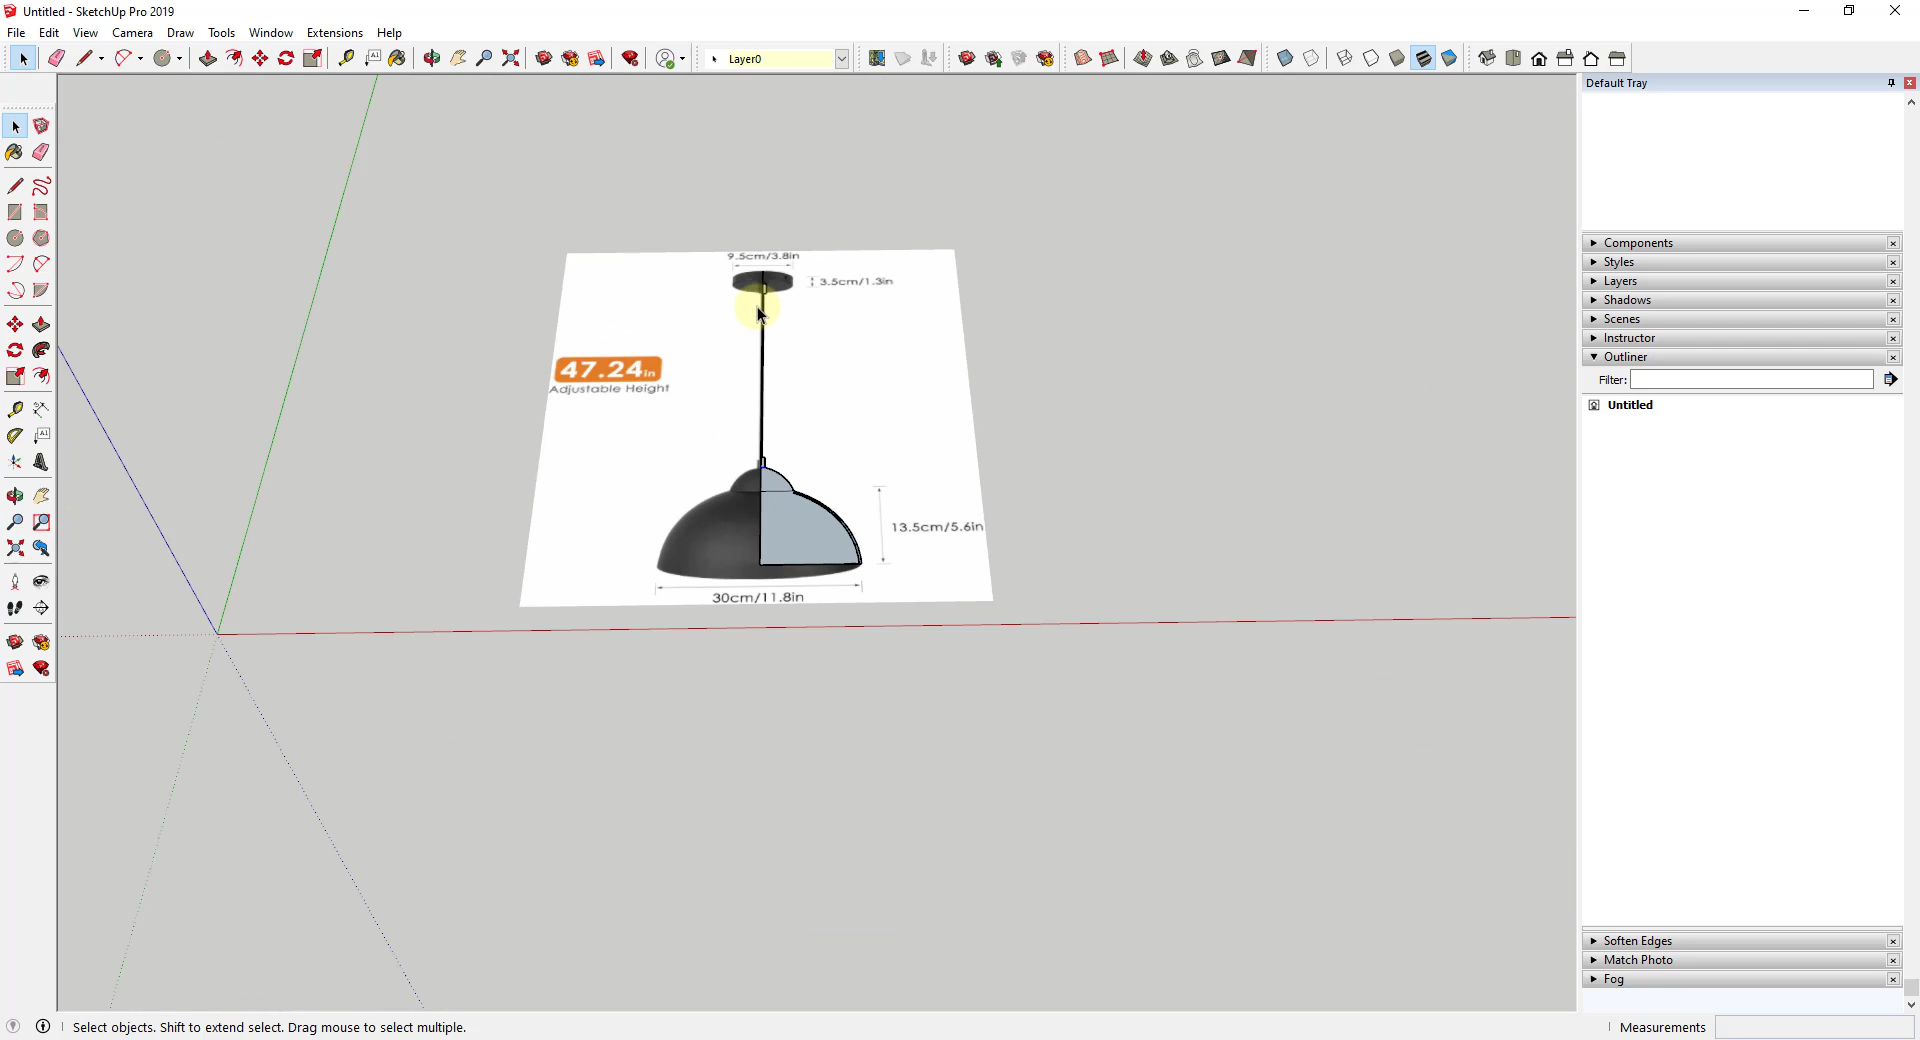 Untitled - SketchUp Pro 2019
File Edit View Camera Draw Tools Window Extensions Help
Layer0
Default Tray
Components
Styles
Layers
Shadows
Scenes
Instructor
Outliner
Filter:
Untitled
9.5cm/3.8in
3.5cm/1.3in
47.24in
Adjustable Height
13.5cm/5.6in
30cm/11.8in
Soften Edges
Match Photo
Fog
Select objects. Shift to extend select. Drag mouse to select multiple.
Measurements